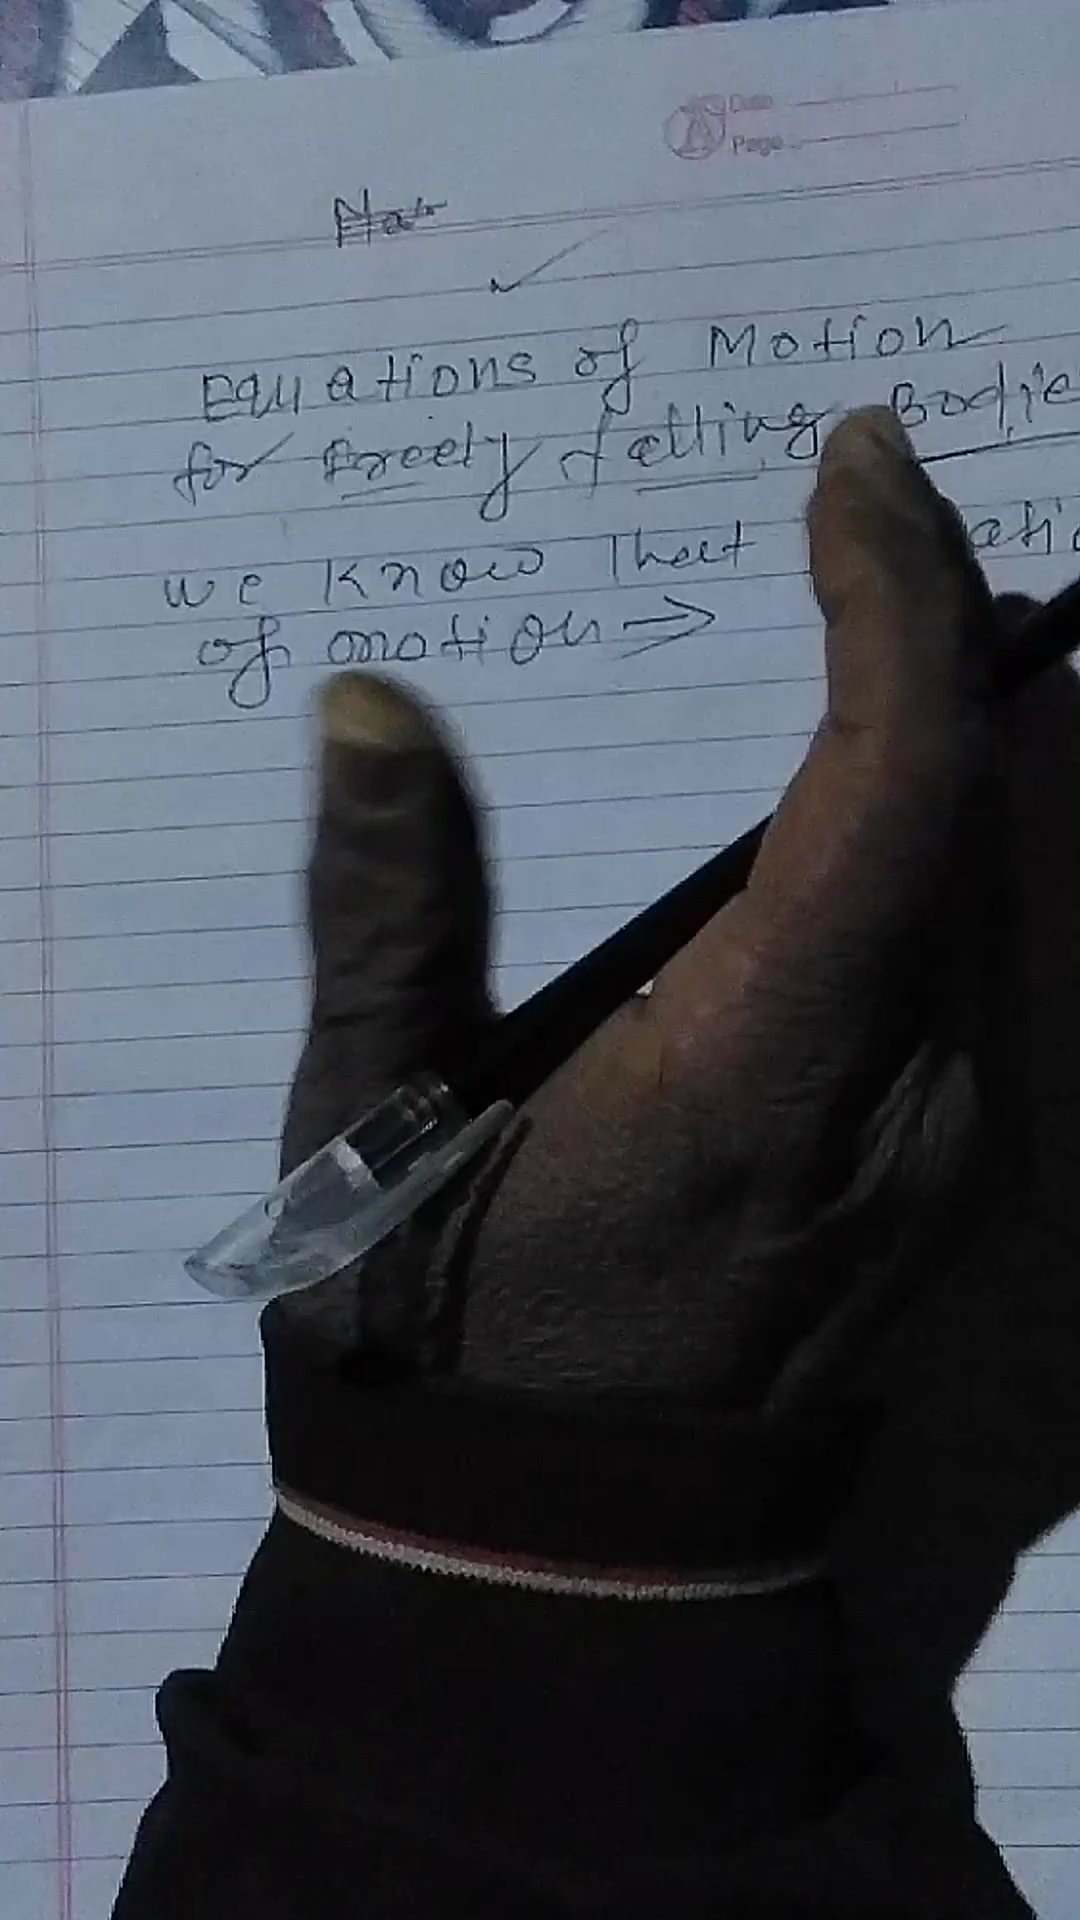 Date
Page
Equations of Motion
for Freely falling Bodie
we know that
of motion →